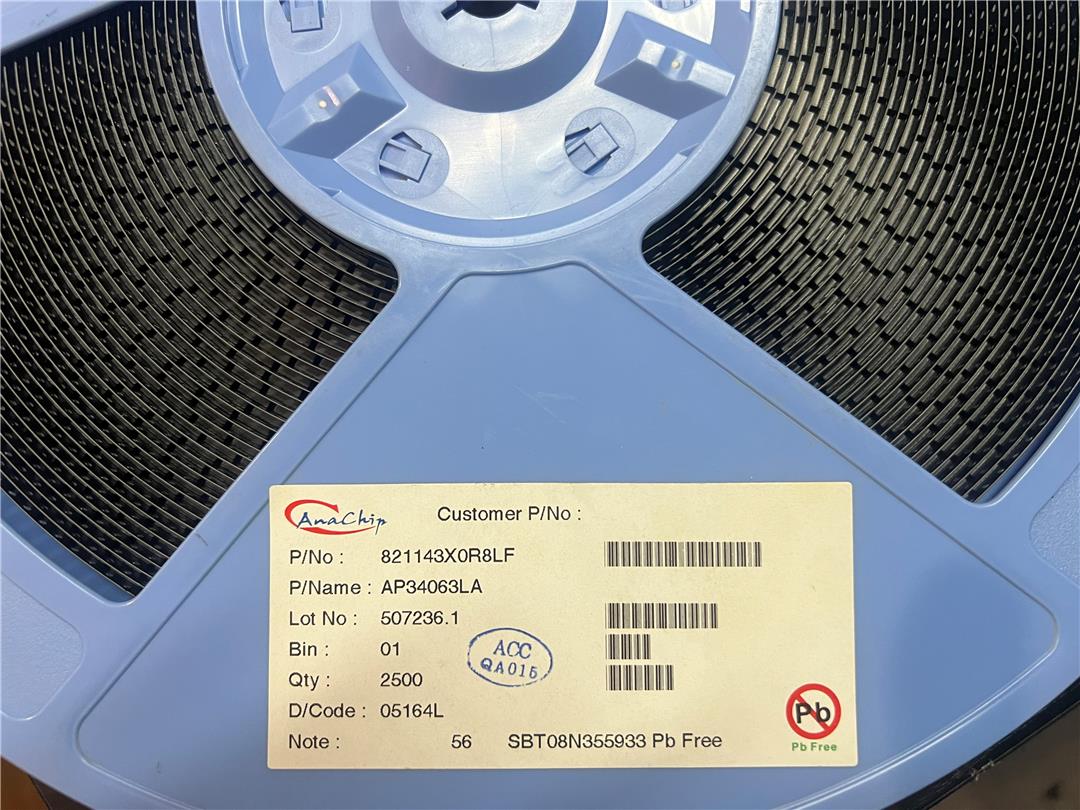 AnaChip
Customer P/No :
P/No : 821143X0R8LF
P/Name : AP34063LA
Lot No : 507236.1
Bin : 01
ACC
QA015
Qty : 2500
D/Code : 05164L
Note : 56 SBT08N355933 Pb Free
Pb
Pb Free